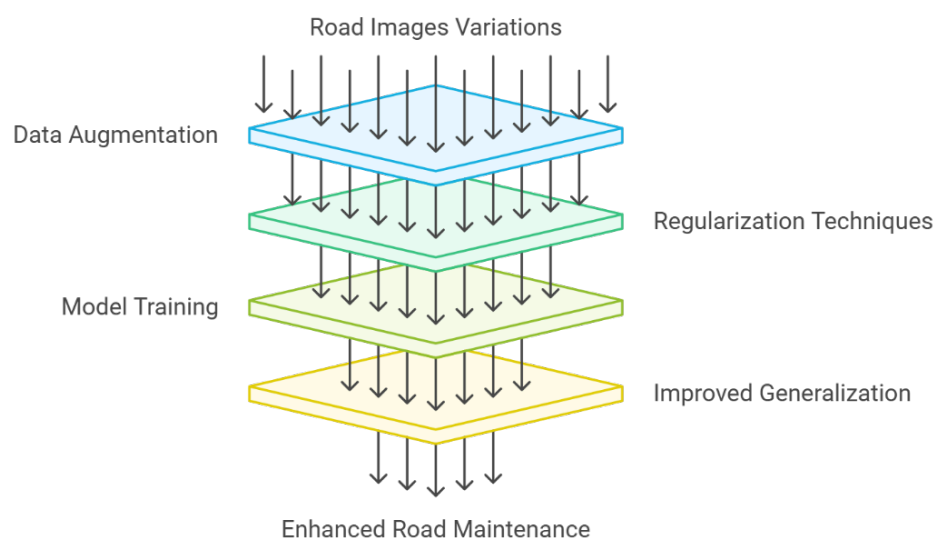 Road Images Variations
Data Augmentation
Regularization Techniques
Model Training
Improved Generalization
Enhanced Road Maintenance